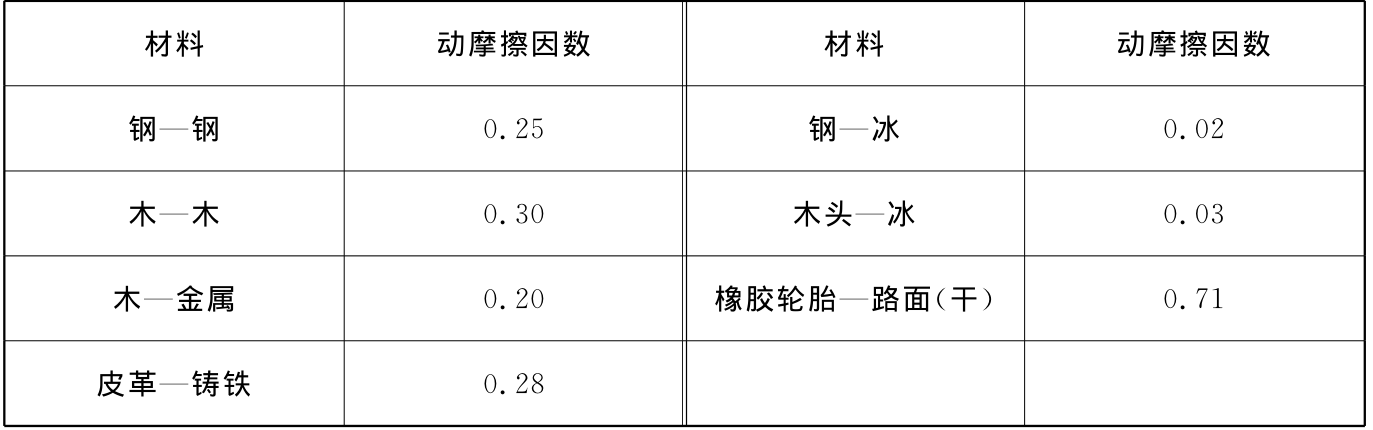 材料 动摩擦因数 材料 动摩擦因数
钢—钢 0.25 钢—冰 0.02
木—木 0.30 木头—冰 0.03
木—金属 0.20 橡胶轮胎—路面(干) 0.71
皮革—铸铁 0.28